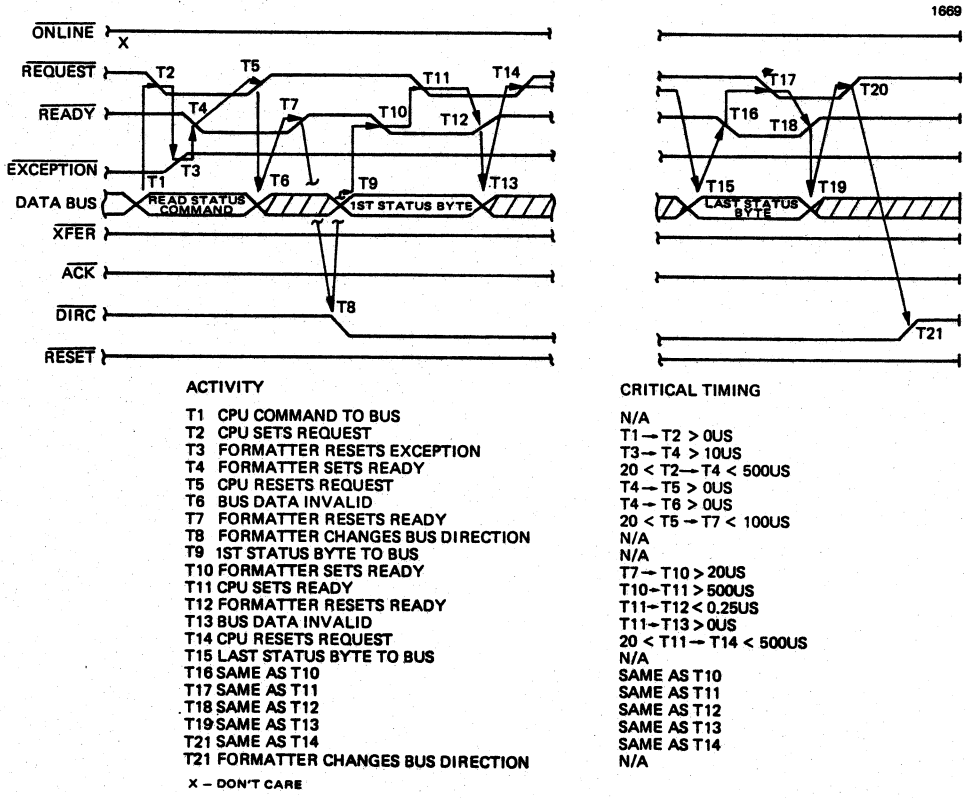 1669
ONLINE
X
REQUEST
T2
T5
T11
T14
T17
T20
READY
T4
T7
T10
T12
T16
T18
EXCEPTION
T1
T3
T6
T9
T13
T15
T19
DATA BUS
READ STATUS
COMMAND
1ST STATUS BYTE
LAST STATUS
BYTE
XFER
ACK
DIRC
T8
T21
RESET
ACTIVITY CRITICAL TIMING
T1 CPU COMMAND TO BUS N/A
T2 CPU SETS REQUEST T1→T2 > 0US
T3 FORMATTER RESETS EXCEPTION T3→T4 > 10US
T4 FORMATTER SETS READY 20 < T2→T4 < 500US
T5 CPU RESETS REQUEST T4→T5 > 0US
T6 BUS DATA INVALID T4→T6 > 0US
T7 FORMATTER RESETS READY 20 < T5→T7 < 100US
T8 FORMATTER CHANGES BUS DIRECTION N/A
T9 1ST STATUS BYTE TO BUS N/A
T10 FORMATTER SETS READY T7→T10 > 20US
T11 CPU SETS READY T10→T11 > 500US
T12 FORMATTER RESETS READY T11→T12 < 0.25US
T13 BUS DATA INVALID T11→T13 > 0US
T14 CPU RESETS REQUEST 20 < T11→T14 < 500US
T15 LAST STATUS BYTE TO BUS N/A
T16 SAME AS T10 SAME AS T10
T17 SAME AS T11 SAME AS T11
T18 SAME AS T12 SAME AS T12
T19 SAME AS T13 SAME AS T13
T21 SAME AS T14 SAME AS T14
T21 FORMATTER CHANGES BUS DIRECTION N/A
X – DON'T CARE